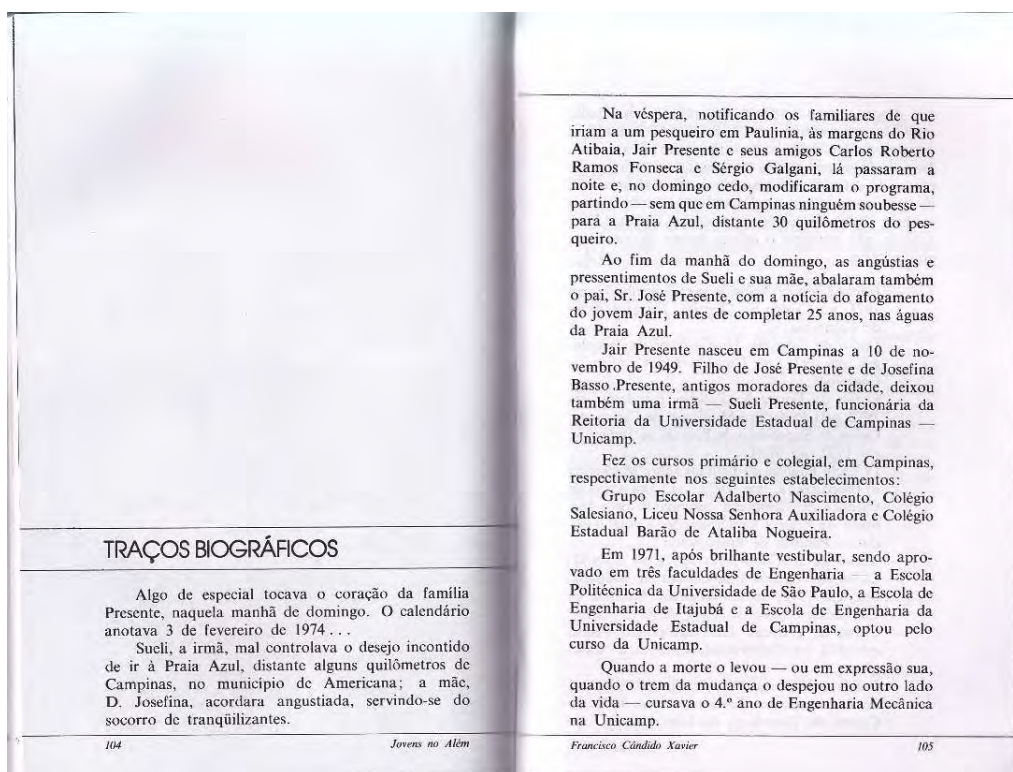 TRAÇOS BIOGRÁFICOS
Algo de especial tocava o coração da família
Presente, naquela manhã de domingo. O calendário
anotava 3 de fevereiro de 1974 . . .
Sueli, a irmã, mal controlava o desejo incontido
de ir à Praia Azul, distante alguns quilômetros de
Campinas, no município de Americana; a mãe,
D. Josefina, acordara angustiada, servindo-se do
socorro de tranqüilizantes.
104 Jovens no Além
Na véspera, notificando os familiares de que
iriam a um pesqueiro em Paulínia, às margens do Rio
Atibaia, Jair Presente e seus amigos Carlos Roberto
Ramos Fonseca e Sérgio Galgani, lá passaram a
noite e, no domingo cedo, modificaram o programa,
partindo — sem que em Campinas ninguém soubesse —
para a Praia Azul, distante 30 quilômetros do pes-
queiro.
Ao fim da manhã do domingo, as angústias e
pressentimentos de Sueli e sua mãe, abalaram também
o pai, Sr. José Presente, com a notícia do afogamento
do jovem Jair, antes de completar 25 anos, nas águas
da Praia Azul.
Jair Presente nasceu em Campinas a 10 de no-
vembro de 1949. Filho de José Presente e de Josefina
Basso .Presente, antigos moradores da cidade, deixou
também uma irmã — Sueli Presente, funcionária da
Reitoria da Universidade Estadual de Campinas —
Unicamp.
Fez os cursos primário e colegial, em Campinas,
respectivamente nos seguintes estabelecimentos:
Grupo Escolar Adalberto Nascimento, Colégio
Salesiano, Liceu Nossa Senhora Auxiliadora e Colégio
Estadual Barão de Ataliba Nogueira.
Em 1971, após brilhante vestibular, sendo apro-
vado em três faculdades de Engenharia — a Escola
Politécnica da Universidade de São Paulo, a Escola de
Engenharia de Itajubá e a Escola de Engenharia da
Universidade Estadual de Campinas, optou pelo
curso da Unicamp.
Quando a morte o levou — ou em expressão sua,
quando o trem da mudança o despejou no outro lado
da vida — cursava o 4.º ano de Engenharia Mecânica
na Unicamp.
Francisco Cândido Xavier 105